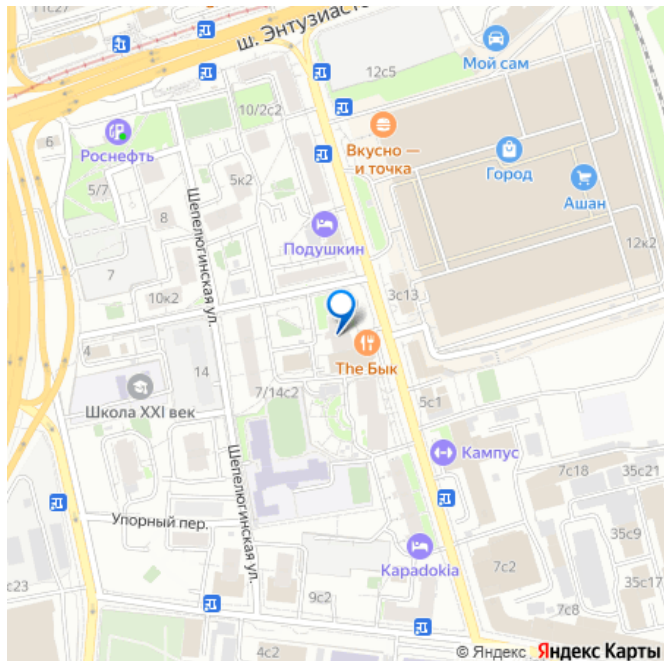 11с27
ш. Энтузиастс
12с5
Мой сам
10/2с2
6
Роснефть
Вкусно —
и точка
Город
Ашан
5/7
5к2
8
Шепелюгинская ул.
Подушкин
12к2
7
3с13
10к2
4
The Бык
14
7/14с2
5с1
Школа XXI век
Шепелюгинская ул.
Кампус
7с18
35с21
Упорный пер.
35с9
Kapadokia
7с2
35с17
с23
9с2
7с8
4с2
© Яндекс Яндекс Карты